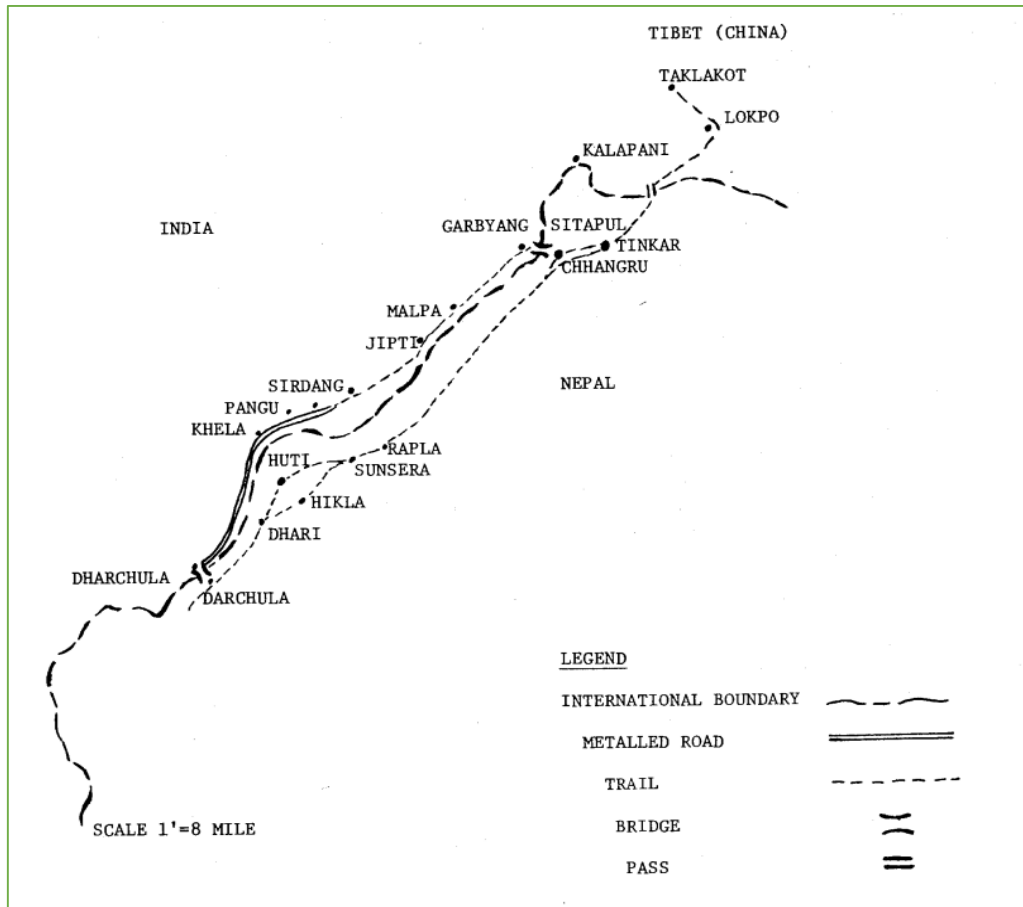 TIBET (CHINA)
TAKLAKOT
LOKPO
KALAPANI
INDIA
GARBYANG
SITAPUL
TINKAR
CHHANGRU
MALPA
JIPTI
NEPAL
SIRDANG
PANGU
KHELA
RAPLA
HUTI
SUNSERA
HIKLA
DHARI
DHARCHULA
DARCHULA
LEGEND
INTERNATIONAL BOUNDARY
METALLED ROAD
TRAIL
SCALE 1'=8 MILE
BRIDGE
PASS